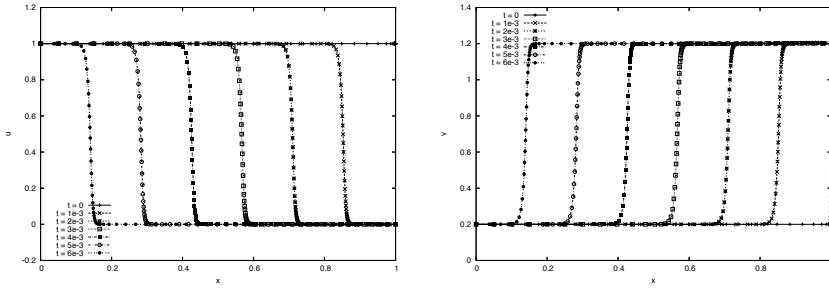 1.2
1
0.8
0.6
0.4
0.2
0
-0.2
u
t = 0
t = 1e-3
t = 2e-3
t = 3e-3
t = 4e-3
t = 5e-3
t = 6e-3
0 0.2 0.4 0.6 0.8 1
x
1.4
1.2
1
0.8
0.6
0.4
0.2
0
v
t = 0
t = 1e-3
t = 2e-3
t = 3e-3
t = 4e-3
t = 5e-3
t = 6e-3
0 0.2 0.4 0.6 0.8
x